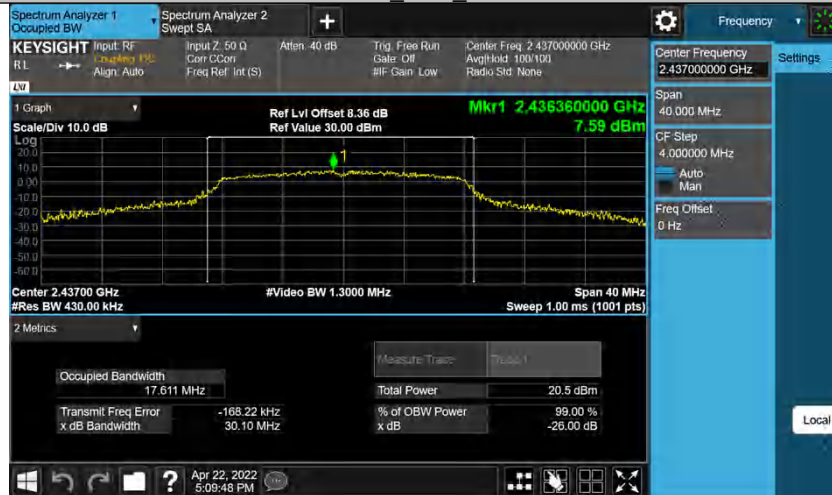 Spectrum Analyzer 1
Occupied BW
Spectrum Analyzer 2
Swept SA
+
Frequency
KEYSIGHT
RL
LXI
Input: RF
Coupling: DC
Align: Auto
Input Z: 50 Ω
Corr CCorr
Freq Ref: Int (S)
Atten: 40 dB
Trig: Free Run
Gate: Off
#IF Gain: Low
Center Freq: 2.437000000 GHz
Avg|Hold: 100/100
Radio Std: None
Center Frequency
2.437000000 GHz
Settings
Span
40.000 MHz
CF Step
4.000000 MHz
Auto
Man
Freq Offset
0 Hz
Local
1 Graph
Scale/Div 10.0 dB
Ref Lvl Offset 8.36 dB
Ref Value 30.00 dBm
Mkr1 2.436360000 GHz
7.59 dBm
Log
20.0
10.0
0.00
-10.0
-20.0
-30.0
-40.0
-50.0
-60.0
1
Center 2.43700 GHz
#Res BW 430.00 kHz
#Video BW 1.3000 MHz
Span 40 MHz
Sweep 1.00 ms (1001 pts)
2 Metrics
Measure Trace
Trace 1
Occupied Bandwidth
17.611 MHz
Total Power 20.5 dBm
Transmit Freq Error -168.22 kHz
% of OBW Power 99.00 %
x dB Bandwidth 30.10 MHz
x dB -26.00 dB
?
Apr 22, 2022
5:09:48 PM